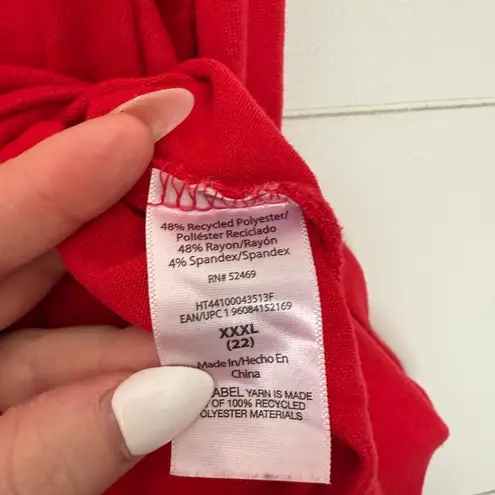 48% Recycled Polyester/
Poliéster Reciclado
48% Rayon/Rayón
4% Spandex/Spandex
RN# 52469
HT44100043513F
EAN/UPC 1 96084152169
XXXL
(22)
Made In/Hecho En
China
LABEL YARN IS MADE
OF 100% RECYCLED
POLYESTER MATERIALS